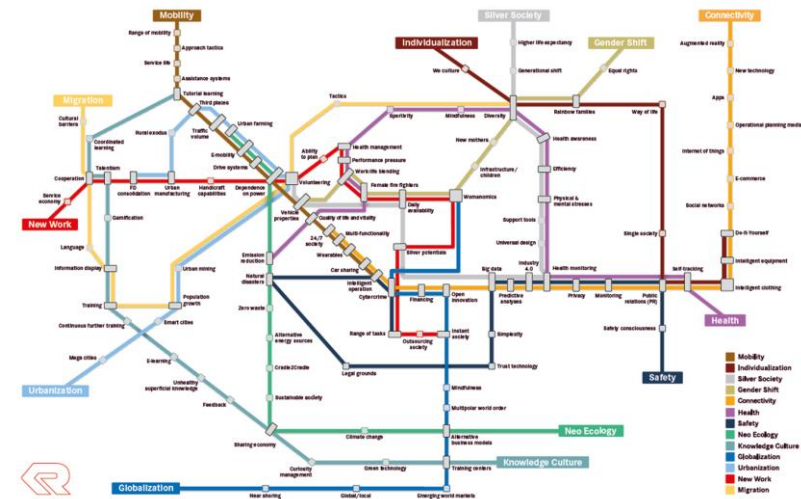 Mobility
Silver Society
Connectivity
Range of mobility
Approach tactics
Service life
Assistance systems
Tutorial learning
Individualization
Higher life expectancy
Gender Shift
Augmented reality
We culture
Generational shift
Equal rights
New technology
Migration
Cultural
barriers
Third places
Tactics
Apps
Rural exodus
Traffic
volume
Urban farming
Sportivity
Mindfulness
Diversity
Rainbow families
Way of life
Operational planning media
Coordinated
learning
E-mobility
Ability
to plan
Health management
Performance pressure
Work-life blending
New mothers
Health awareness
Internet of things
Talentism
Cooperation
Drive systems
Infrastructure/
children
Efficiency
E-commerce
Service
economy
FD
consolidation
Urban
manufacturing
Handicraft
capabilities
Dependence
on power
Volunteering
Female fire fighters
Daily
availability
Womanomics
Physical &
mental stresses
Social networks
New Work
Gamification
Vehicle
properties
Quality of life and vitality
Support tools
Language
24/7
society
Multi-functionality
Silver potentials
Universal design
Single society
Do-It-Yourself
Emission
reduction
Wearables
Car sharing
Information display
Urban mining
Natural
disasters
Intelligent
operation
Big data
Industry
4.0
Health monitoring
Self-tracking
Intelligent equipment
Training
Population
growth
Cybercrime
Financing
Open
innovation
Predictive
analyses
Privacy
Monitoring
Public
relations (PR)
Intelligent clothing
Continuous further training
Smart cities
Zero waste
Health
Alternative
energy sources
Range of tasks
Outsourcing
society
Instant
society
Simplexity
Safety consciousness
Mega cities
E-learning
Cradle2Cradle
Legal grounds
Trust technology
Safety
Urbanization
Unhealthy
superficial knowledge
Sustainable society
Mindfulness
Feedback
Multipolar world order
Sharing economy
Climate change
Alternative
business models
Neo Ecology
Curiosity
management
Green technology
Training centers
Knowledge Culture
Globalization
Near shoring
Global/local
Emerging world markets
Mobility
Individualization
Silver Society
Gender Shift
Connectivity
Health
Safety
Neo Ecology
Knowledge Culture
Globalization
Urbanization
New Work
Migration